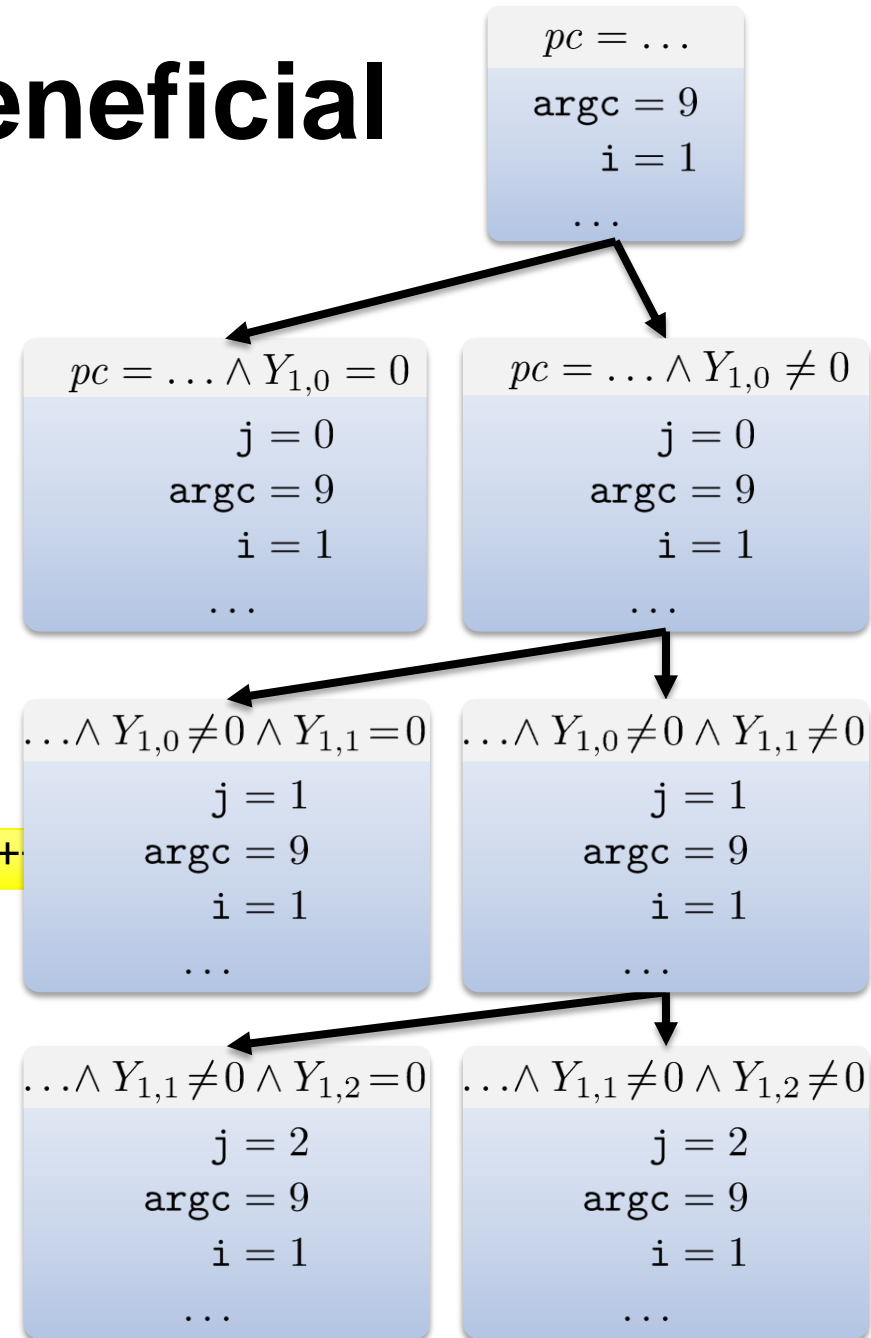 eneficial
pc = ...
argc = 9
i = 1
...
pc = ... ∧ Y₁,₀ = 0
j = 0
argc = 9
i = 1
...
pc = ... ∧ Y₁,₀ ≠ 0
j = 0
argc = 9
i = 1
...
...∧ Y₁,₀ ≠0 ∧ Y₁,₁ =0
j = 1
argc = 9
i = 1
...
...∧ Y₁,₀ ≠0 ∧ Y₁,₁ ≠0
j = 1
argc = 9
i = 1
...
+
...∧ Y₁,₁ ≠0 ∧ Y₁,₂ =0
j = 2
argc = 9
i = 1
...
...∧ Y₁,₁ ≠0 ∧ Y₁,₂ ≠0
j = 2
argc = 9
i = 1
...